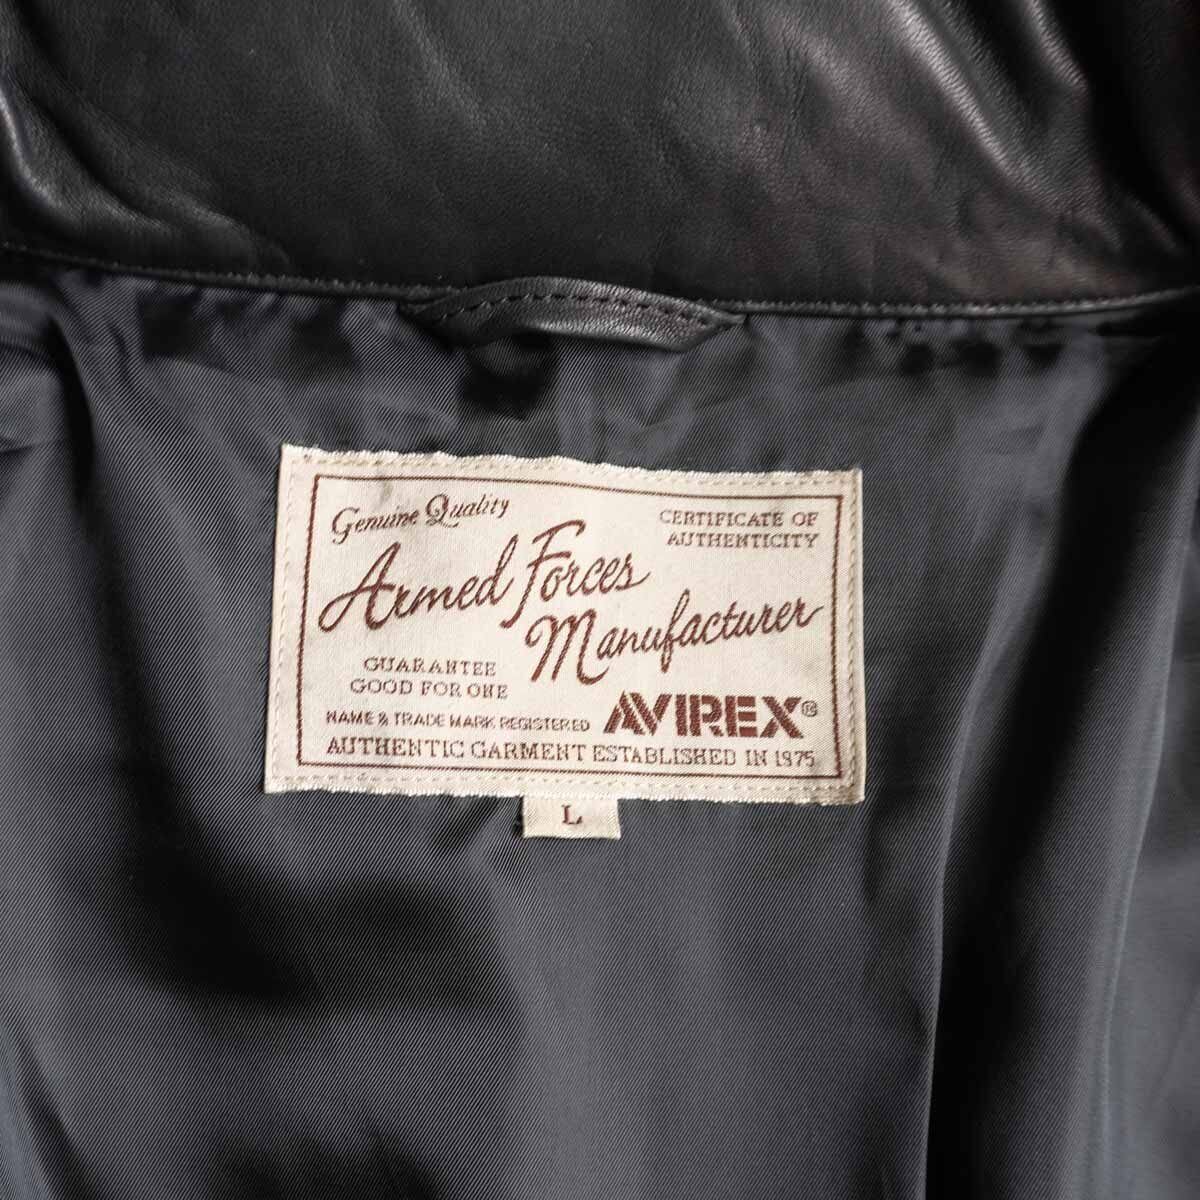 Genuine Quality
CERTIFICATE OF
AUTHENTICITY
Armed Forces
Manufacturer
GUARANTEE
GOOD FOR ONE
NAME & TRADE MARK REGISTERED
AVIREX®
AUTHENTIC GARMENT ESTABLISHED IN 1975
L